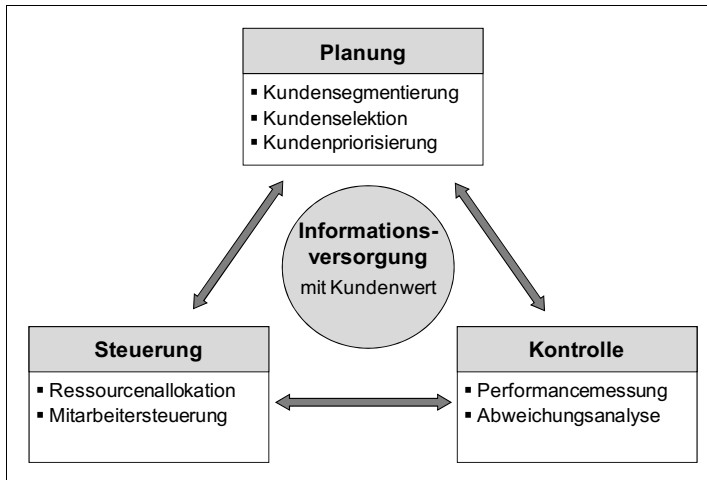 Planung
▪ Kundensegmentierung
▪ Kundenselektion
▪ Kundenpriorisierung
Informations-
versorgung
mit Kundenwert
Steuerung
▪ Ressourcenallokation
▪ Mitarbeitersteuerung
Kontrolle
▪ Performancemessung
▪ Abweichungsanalyse